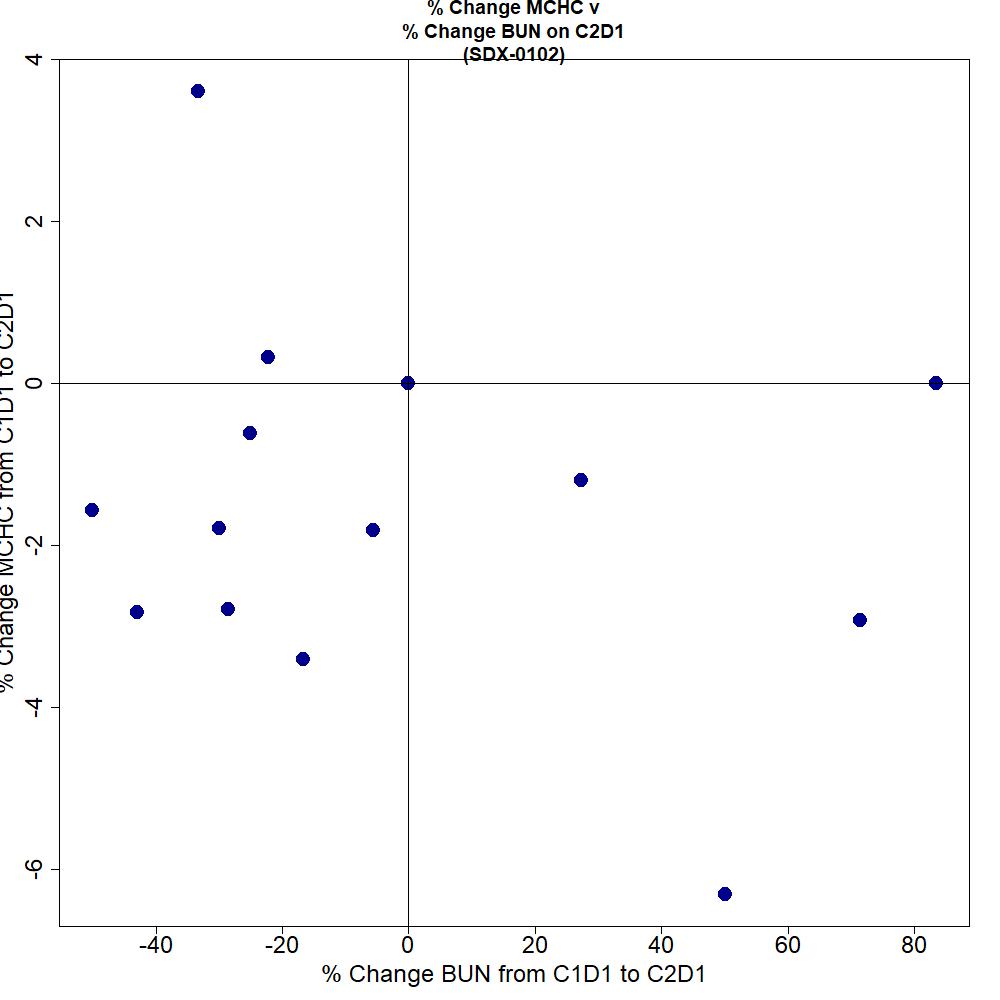 % Change MCHC v
% Change BUN on C2D1
(SDX-0102)
% Change MCHC from C1D1 to C2D1
4
2
0
-2
-4
-6
-40 -20 0 20 40 60 80
% Change BUN from C1D1 to C2D1